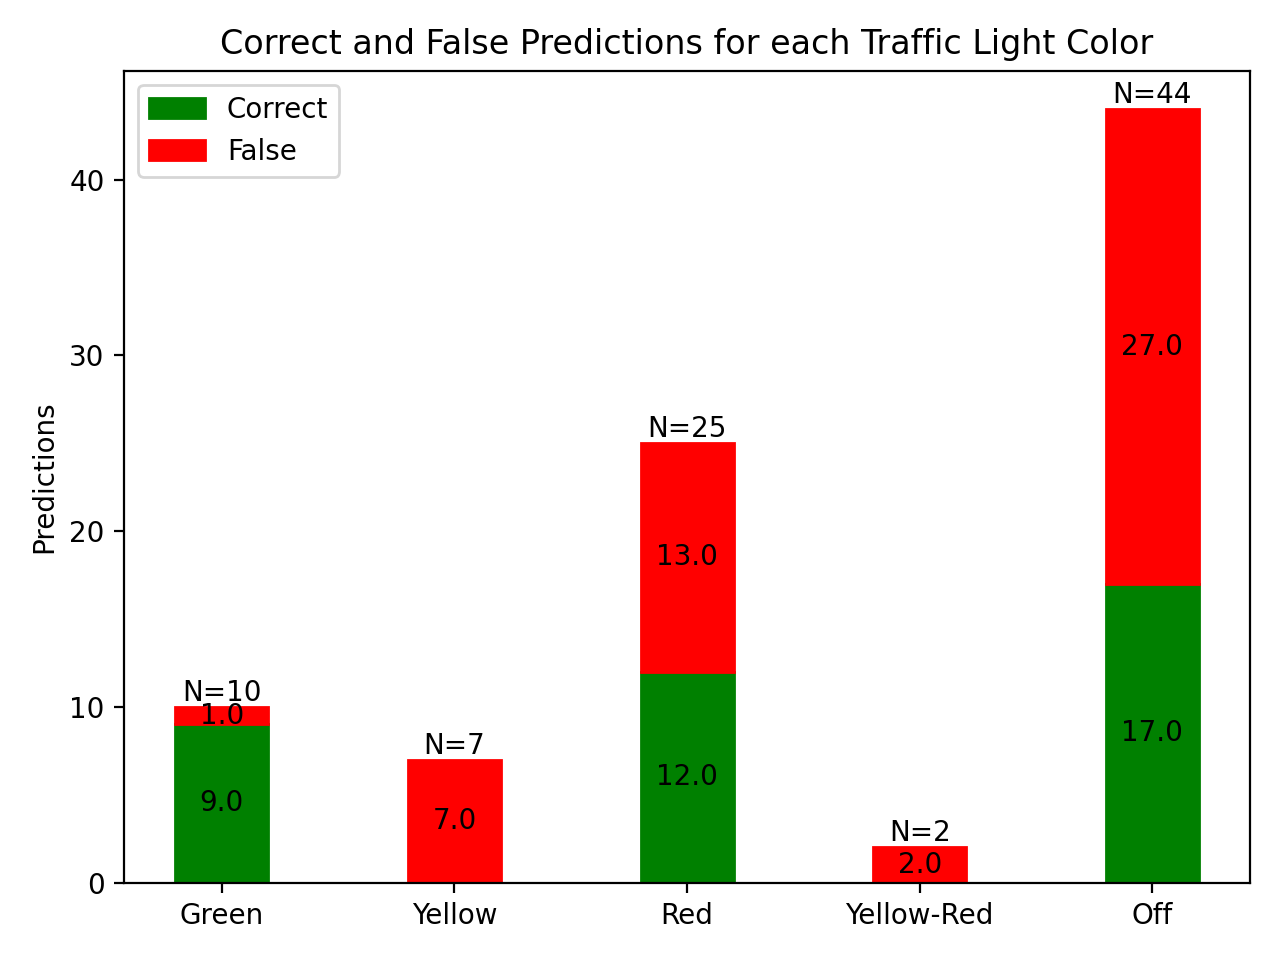 Correct and False Predictions for each Traffic Light Color
Correct
False
Predictions
40
30
20
10
0
N=10
1.0
9.0
N=7
7.0
N=25
13.0
12.0
N=2
2.0
N=44
27.0
17.0
Green
Yellow
Red
Yellow-Red
Off